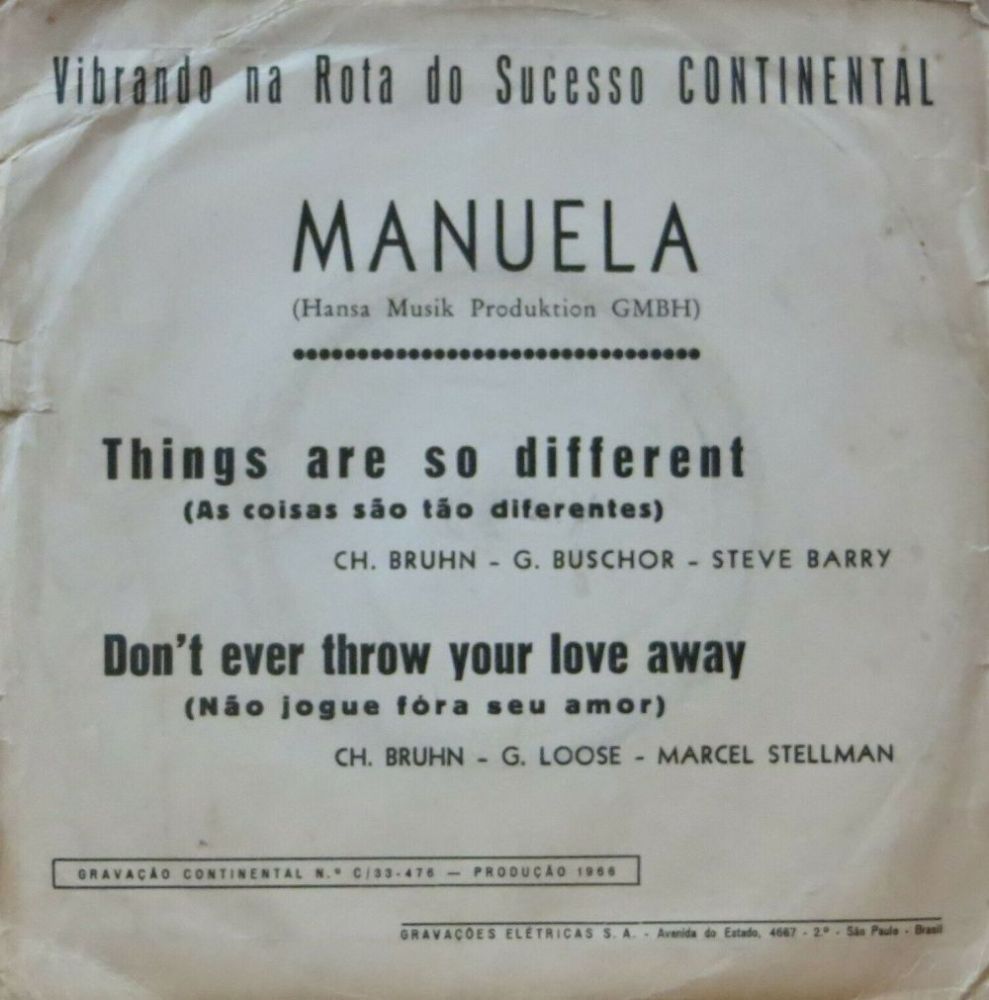 Vibrando na Rota do Sucesso CONTINENTAL
MANUELA
(Hansa Musik Produktion GMBH)
Things are so different
(As coisas são tão diferentes)
CH. BRUHN - G. BUSCHOR - STEVE BARRY
Don't ever throw your love away
(Não jogue fóra seu amor)
CH. BRUHN - G. LOOSE - MARCEL STELLMAN
GRAVAÇÃO CONTINENTAL N.º C/33-476 — PRODUÇÃO 1966
GRAVAÇÕES ELÉTRICAS S. A. - Avenida do Estado, 4667 - 2.º - São Paulo - Brasil